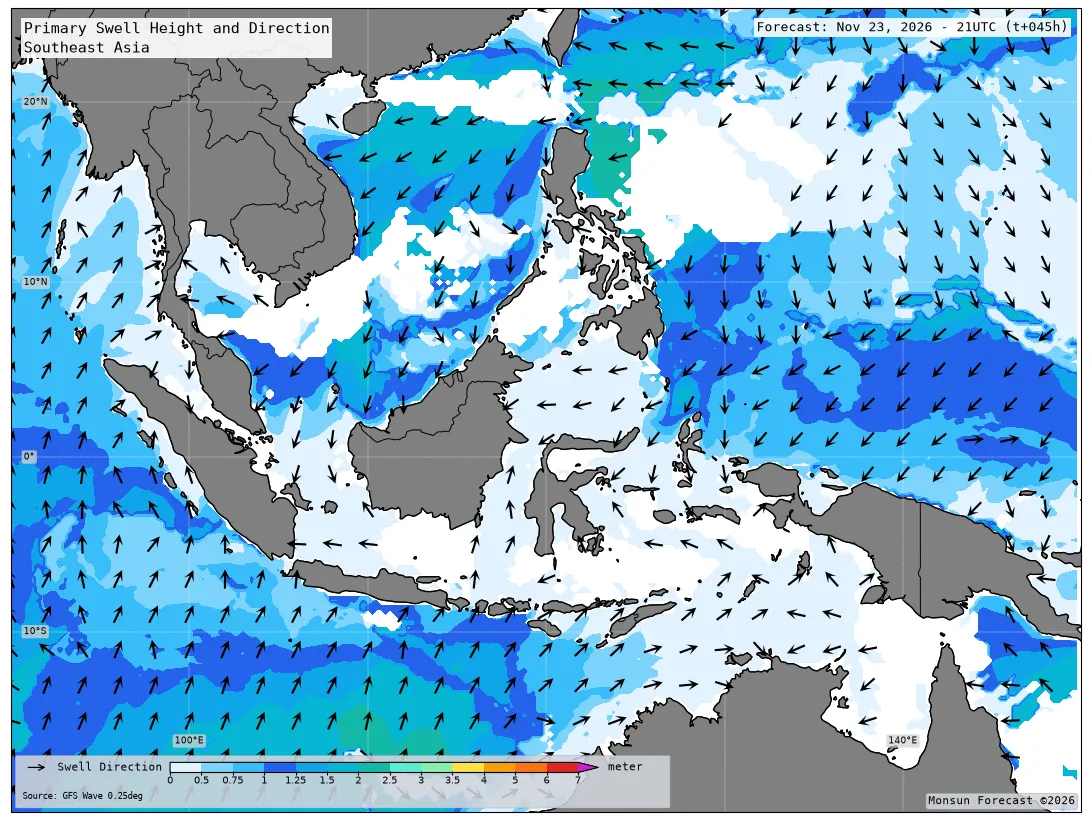 Primary Swell Height and Direction
Southeast Asia
Forecast: Nov 23, 2026 - 21UTC (t+045h)
20°N
10°N
0°
10°S
100°E
140°E
Swell Direction
meter
0 0.5 0.75 1 1.25 1.5 2 2.5 3 3.5 4 5 6 7
Source: GFS Wave 0.25deg
Monsun Forecast ©2026